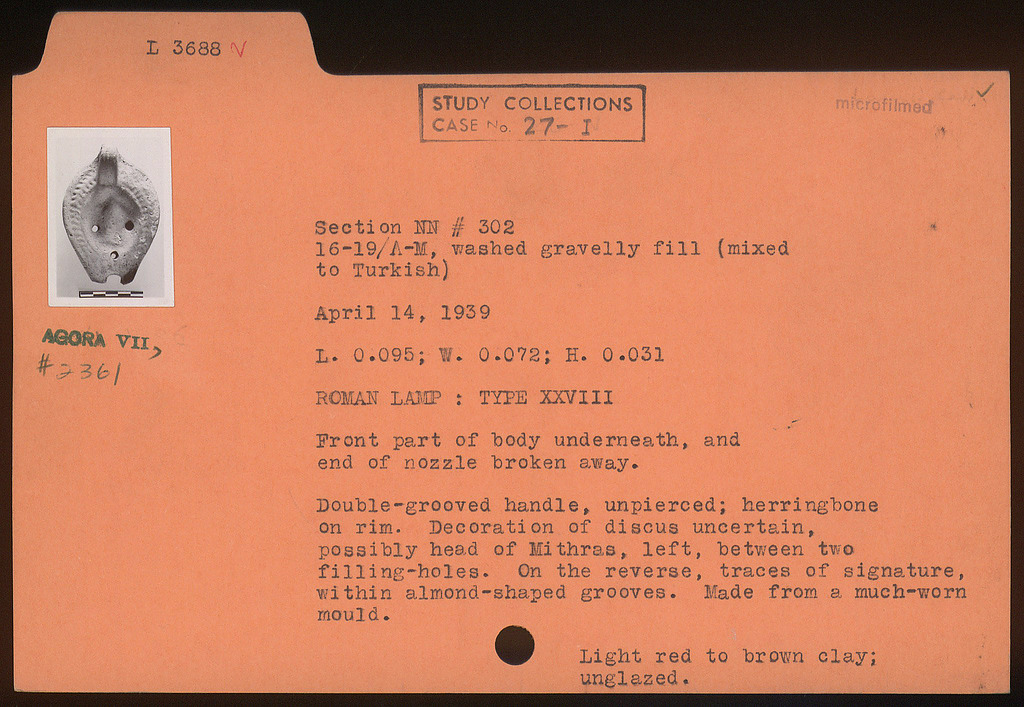 L 3688 ✓
STUDY COLLECTIONS
CASE No. 27-I
microfilmed ✓
Section NN # 302
16-19/A-M, washed gravelly fill (mixed
to Turkish)
April 14, 1939
AGORA VII,
#2361
L. 0.095; W. 0.072; H. 0.031
ROMAN LAMP : TYPE XXVIII
Front part of body underneath, and
end of nozzle broken away.
Double-grooved handle, unpierced; herringbone
on rim. Decoration of discus uncertain,
possibly head of Mithras, left, between two
filling-holes. On the reverse, traces of signature,
within almond-shaped grooves. Made from a much-worn
mould.
Light red to brown clay;
unglazed.